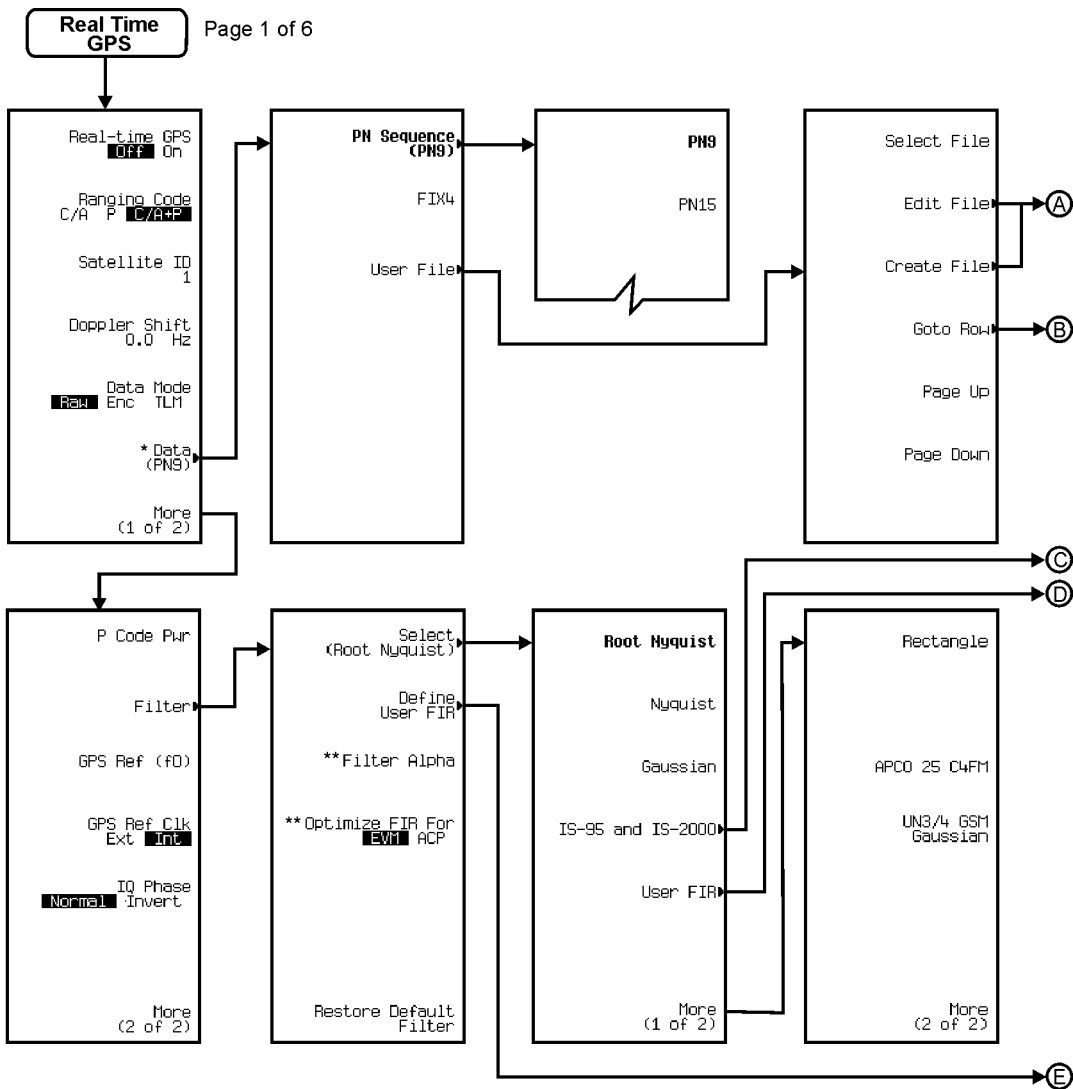 Real Time
GPS
Page 1 of 6
Real-time GPS
Off On
Ranging Code
C/A P C/A+P
Satellite ID
1
Doppler Shift
0.0 Hz
Data Mode
Raw Enc TLM
* Data
(PN9)
More
(1 of 2)
PN Sequence
(PN9)
FIX4
User File
PN9
PN15
Select File
Edit File
Create File
Goto Row
Page Up
Page Down
A
B
C
D
P Code Pwr
Filter
GPS Ref (f0)
GPS Ref Clk
Ext Int
IQ Phase
Normal Invert
More
(2 of 2)
Select
(Root Nyquist)
Define
User FIR
**Filter Alpha
**Optimize FIR For
EVM ACP
Restore Default
Filter
Root Nyquist
Nyquist
Gaussian
IS-95 and IS-2000
User FIR
More
(1 of 2)
Rectangle
APCO 25 C4FM
UN3/4 GSM
Gaussian
More
(2 of 2)
E